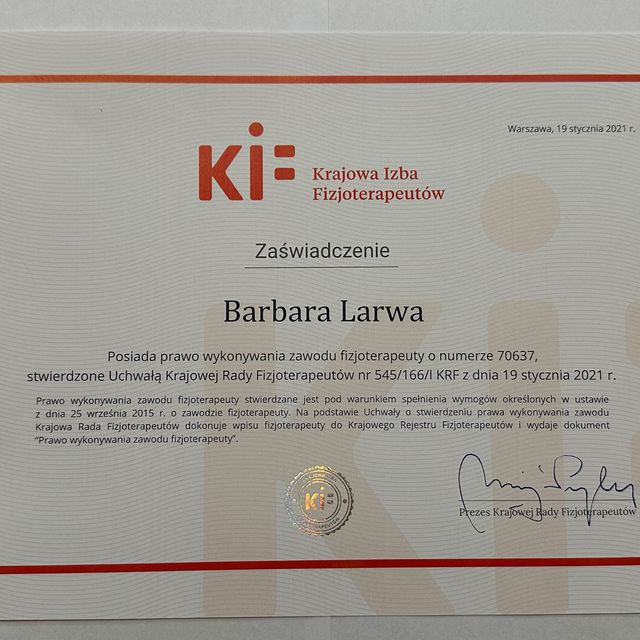 Warszawa, 19 stycznia 2021 r.
KiF
Krajowa Izba
Fizjoterapeutów
Zaświadczenie
Barbara Larwa
Posiada prawo wykonywania zawodu fizjoterapeuty o numerze 70637,
stwierdzone Uchwałą Krajowej Rady Fizjoterapeutów nr 545/166/I KRF z dnia 19 stycznia 2021 r.
Prawo wykonywania zawodu fizjoterapeuty stwierdzane jest pod warunkiem spełnienia wymogów określonych w ustawie
z dnia 25 września 2015 r. o zawodzie fizjoterapeuty. Na podstawie Uchwały o stwierdzeniu prawa wykonywania zawodu
Krajowa Rada Fizjoterapeutów dokonuje wpisu fizjoterapeuty do Krajowego Rejestru Fizjoterapeutów i wydaje dokument
“Prawo wykonywania zawodu fizjoterapeuty”.
KiF
Prezes Krajowej Rady Fizjoterapeutów